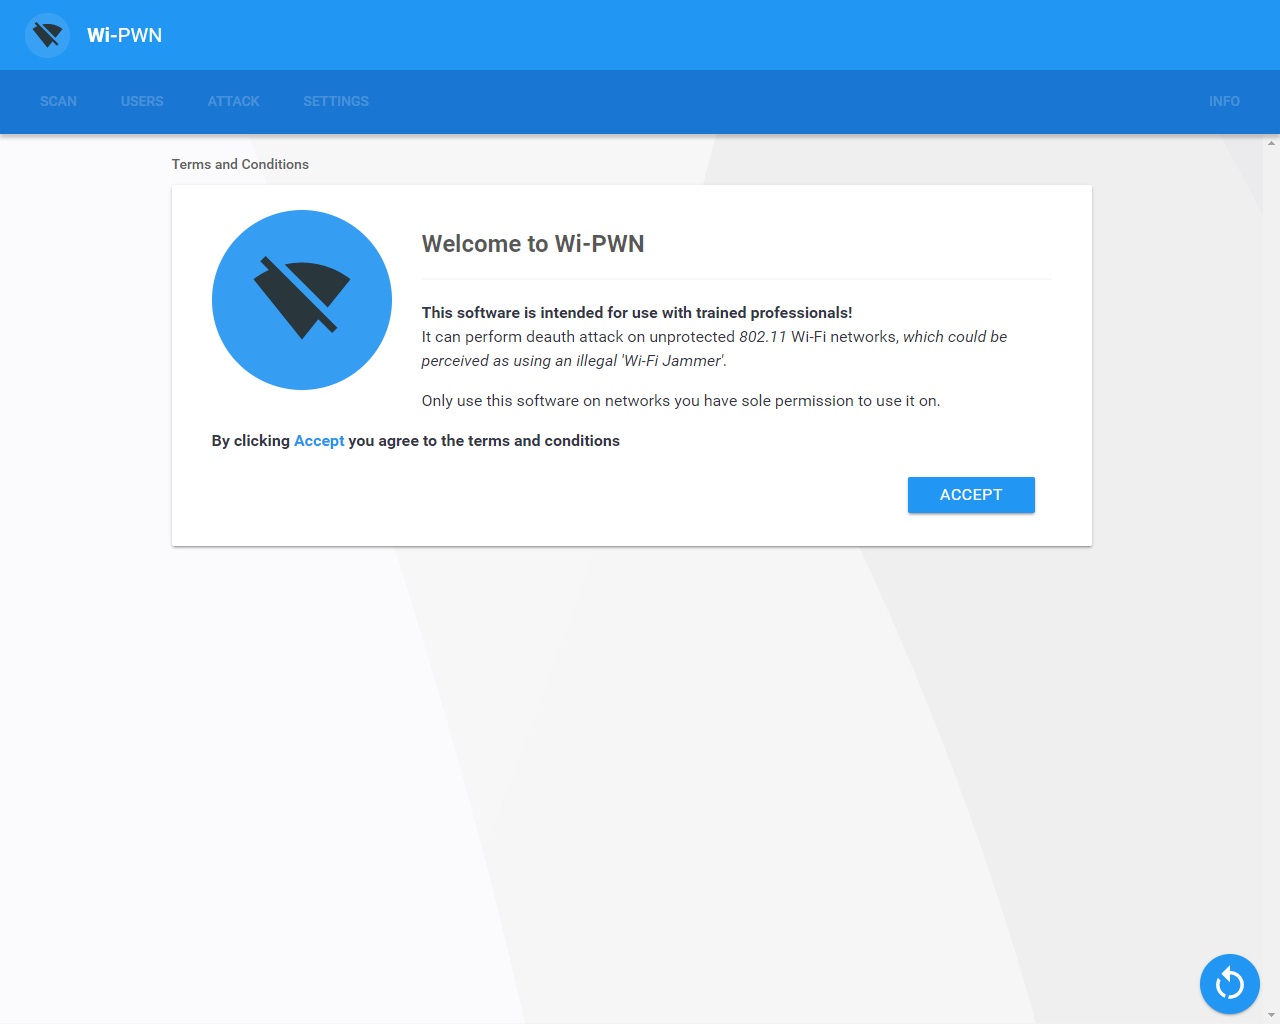 Wi-PWN
SCAN USERS ATTACK SETTINGS INFO
Terms and Conditions
Welcome to Wi-PWN
This software is intended for use with trained professionals!
It can perform deauth attack on unprotected 802.11 Wi-Fi networks, which could be
perceived as using an illegal 'Wi-Fi Jammer'.
Only use this software on networks you have sole permission to use it on.
By clicking Accept you agree to the terms and conditions
ACCEPT